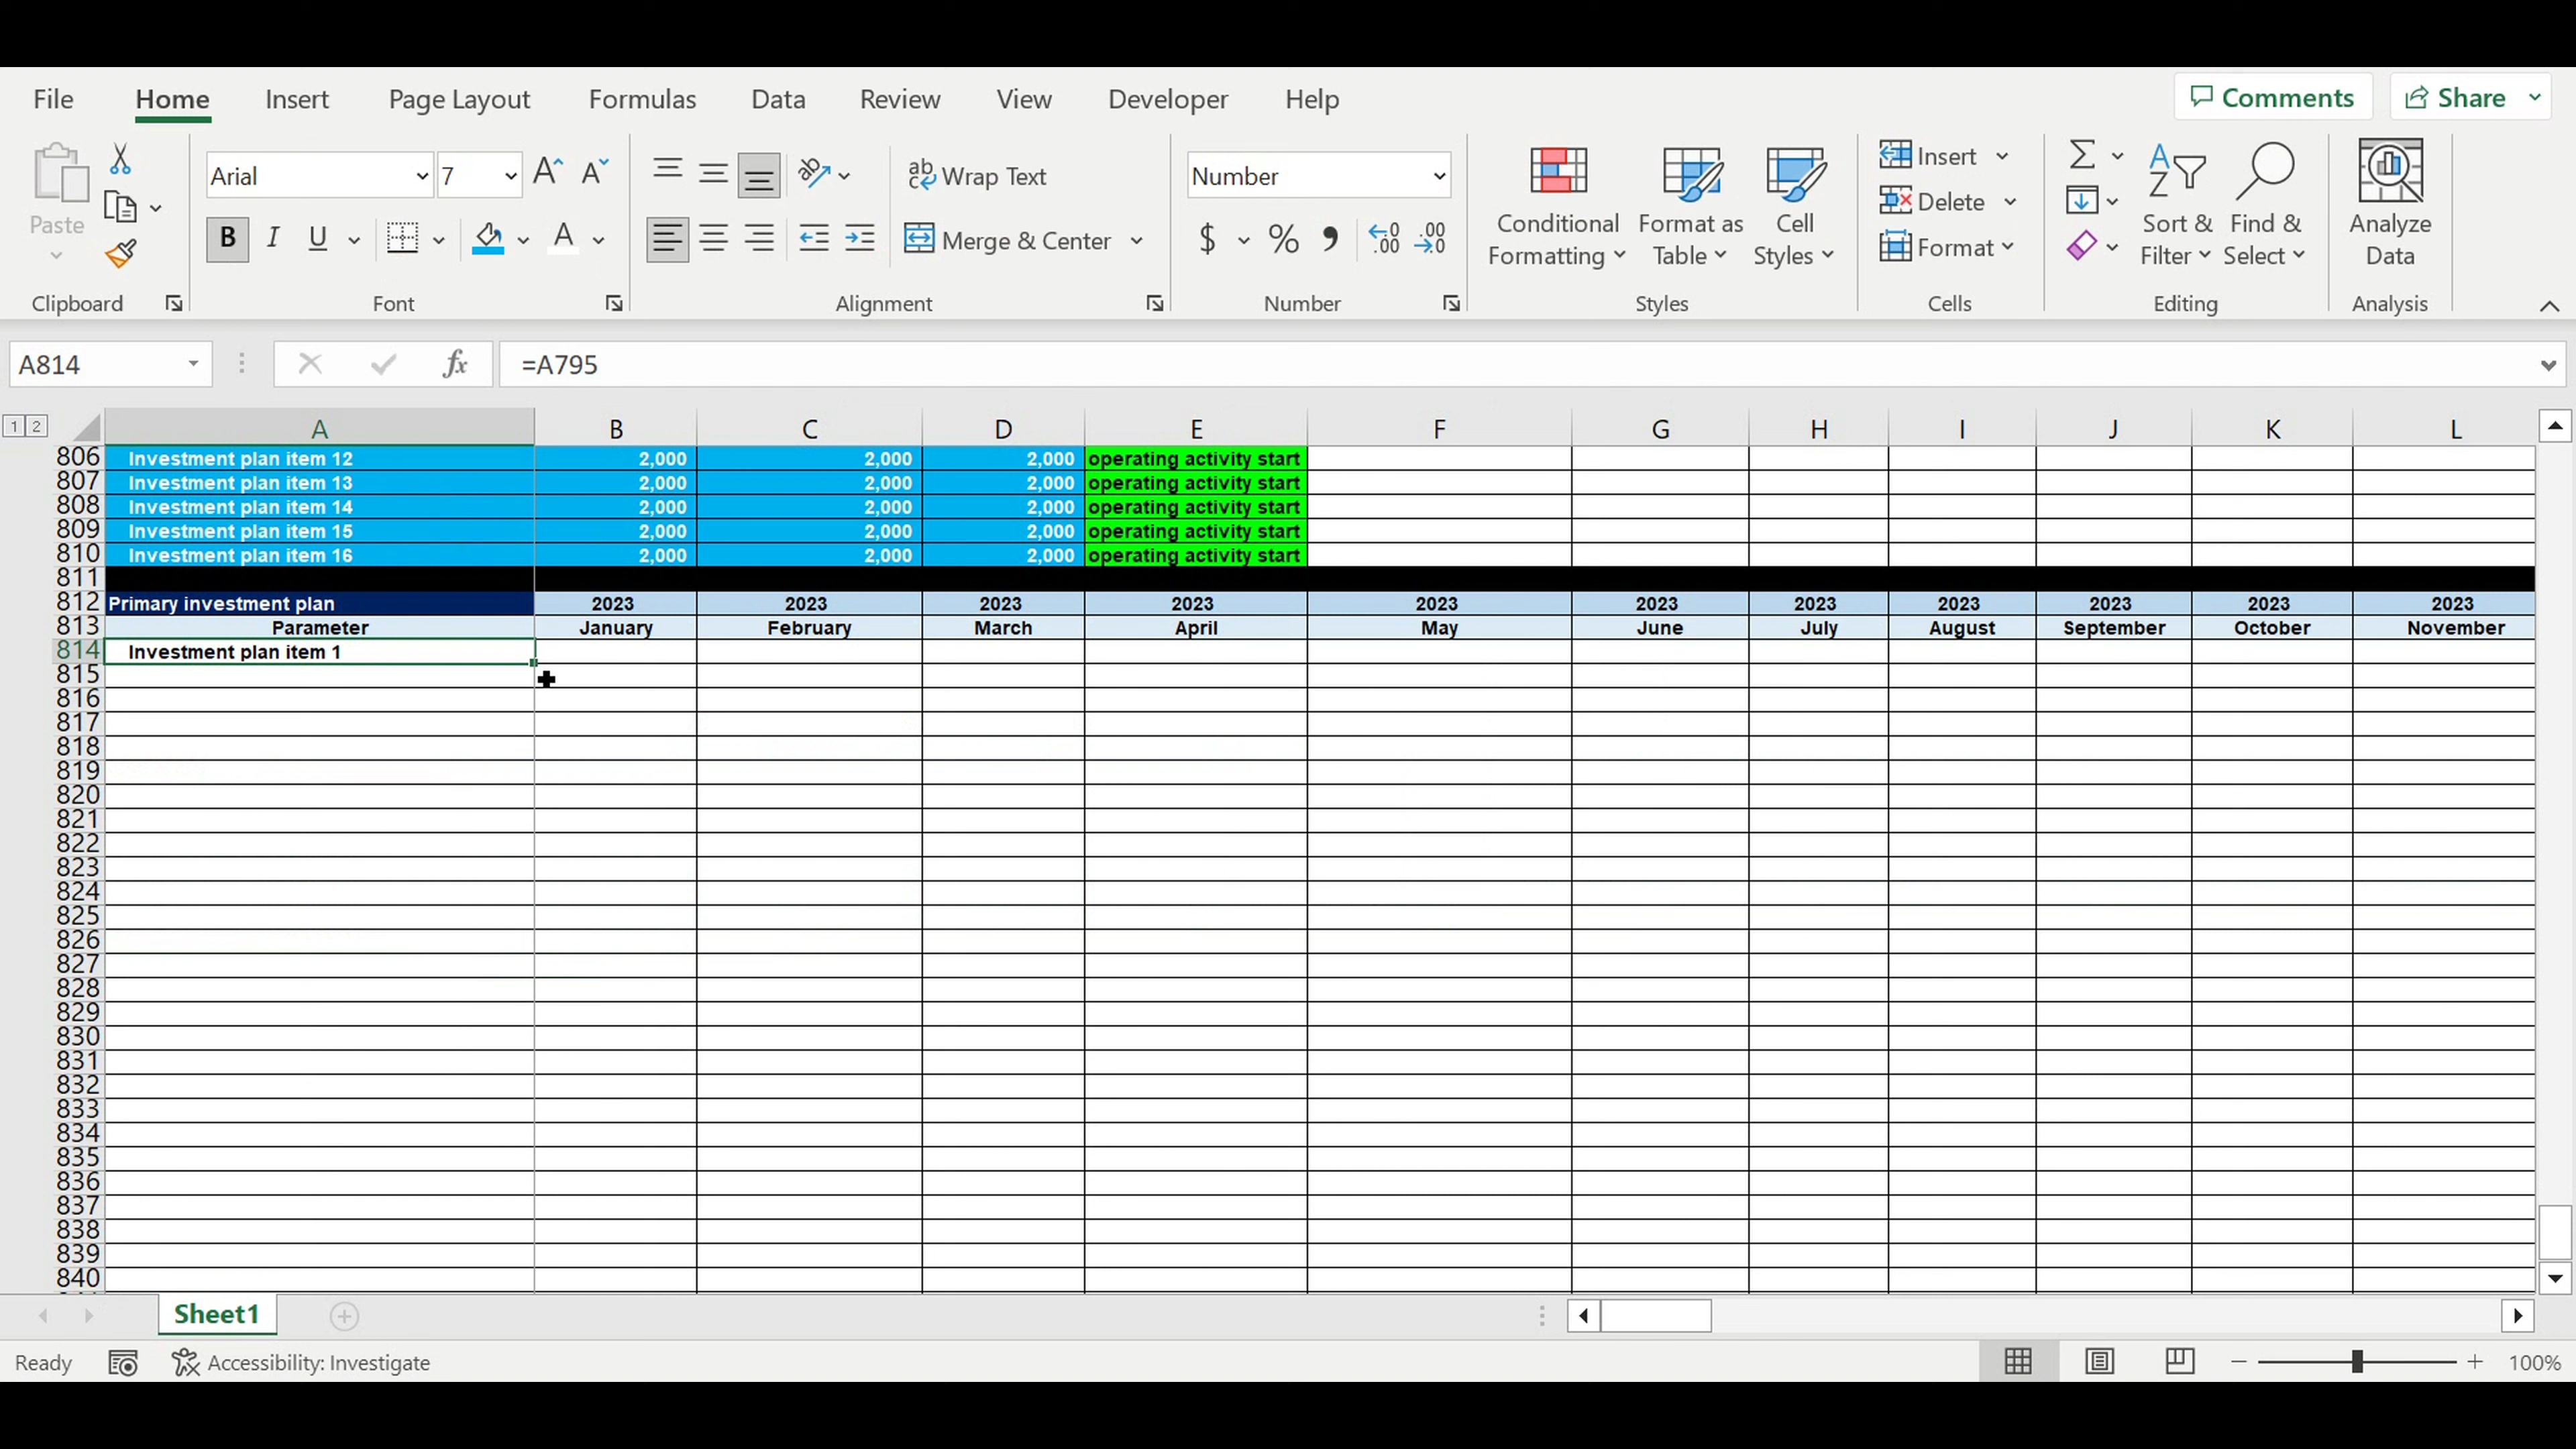 File Home Insert Page Layout Formulas Data Review View Developer Help Comments Share
Paste
Clipboard
Arial 7
B I U A
Font
Wrap Text
Merge & Center
Alignment
Number
$ % ,
Number
Conditional Formatting
Format as Table
Cell Styles
Styles
Insert
Delete
Format
Cells
Sort & Filter
Find & Select
Editing
Analyze Data
Analysis
A814 fx =A795
1 2 A B C D E F G H I J K L
806 Investment plan item 12 2,000 2,000 2,000 operating activity start
807 Investment plan item 13 2,000 2,000 2,000 operating activity start
808 Investment plan item 14 2,000 2,000 2,000 operating activity start
809 Investment plan item 15 2,000 2,000 2,000 operating activity start
810 Investment plan item 16 2,000 2,000 2,000 operating activity start
811
812 Primary investment plan 2023 2023 2023 2023 2023 2023 2023 2023 2023 2023 2023
813 Parameter January February March April May June July August September October November
814 Investment plan item 1
815
816
817
818
819
820
821
822
823
824
825
826
827
828
829
830
831
832
833
834
835
836
837
838
839
840
Sheet1
Ready Accessibility: Investigate 100%